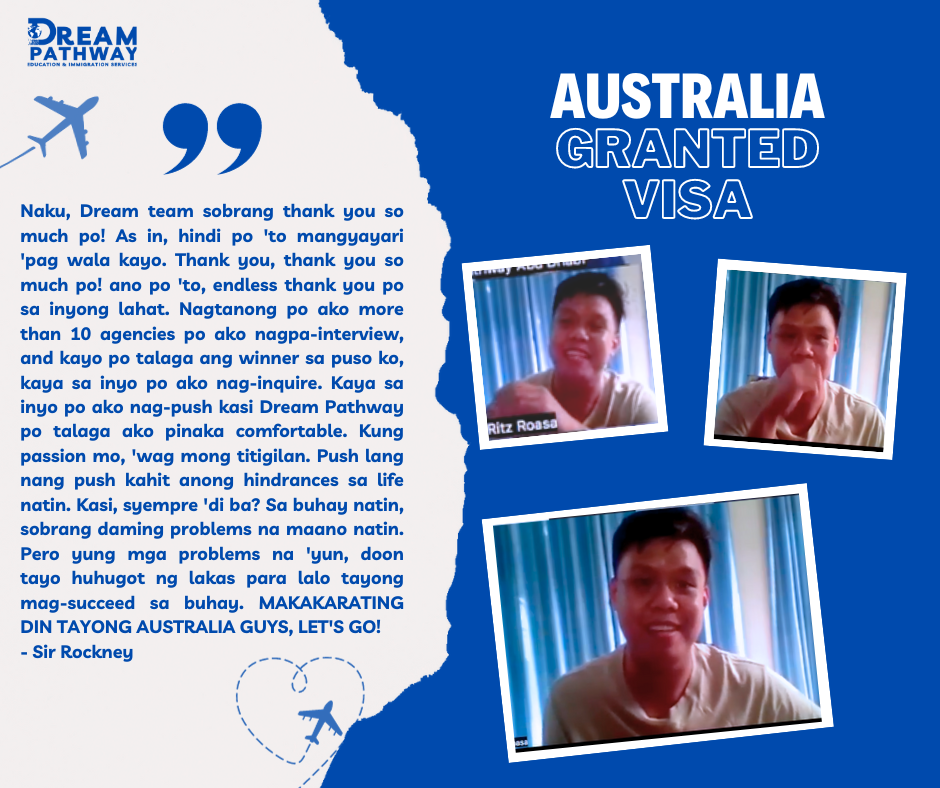 DREAM
PATHWAY
EDUCATION & IMMIGRATION SERVICES
Naku, Dream team sobrang thank you so
much po! As in, hindi po 'to mangyayari
'pag wala kayo. Thank you, thank you so
much po! ano po 'to, endless thank you po
sa inyong lahat. Nagtanong po ako more
than 10 agencies po ako nagpa-interview,
and kayo po talaga ang winner sa puso ko,
kaya sa inyo po ako nag-inquire. Kaya sa
inyo po ako nag-push kasi Dream Pathway
po talaga ako pinaka comfortable. Kung
passion mo, 'wag mong titigilan. Push lang
nang push kahit anong hindrances sa life
natin. Kasi, syempre 'di ba? Sa buhay natin,
sobrang daming problems na maano natin.
Pero yung mga problems na 'yun, doon
tayo huhugot ng lakas para lalo tayong
mag-succeed sa buhay. MAKAKARATING
DIN TAYONG AUSTRALIA GUYS, LET'S GO!
- Sir Rockney
AUSTRALIA
GRANTED
VISA
Abu Dhabi
Ritz Roasa